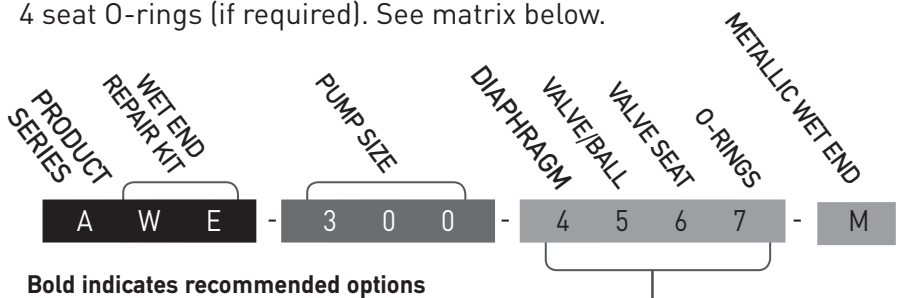 4 seat O-rings (if required). See matrix below.
PRODUCT
SERIES
WET END
REPAIR KIT
PUMP SIZE
DIAPHRAGM
VALVE/BALL
VALVE SEAT
O-RINGS
METALLIC WET END
A W E - 3 0 0 - 4 5 6 7 - M
Bold indicates recommended options